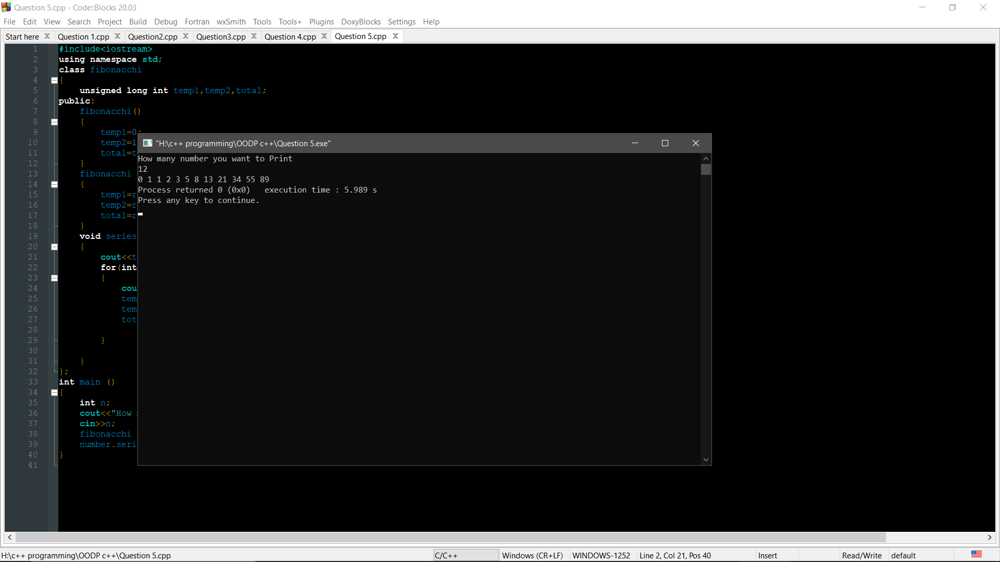 Question 5.cpp - Code::Blocks 20.03
File Edit View Search Project Build Debug Fortran wxSmith Tools Tools+ Plugins DoxyBlocks Settings Help
Start here Question 1.cpp Question2.cpp Question3.cpp Question 4.cpp Question 5.cpp
1 #include<iostream>
2 using namespace std;
3 class fibonacchi
4 {
5 unsigned long int temp1,temp2,total;
6 public:
7 fibonacchi()
8 {
9 temp1=0;
10 temp2=1
11 total=t
12 }
13 fibonacchi
14 {
15 temp1=r
16 temp2=r
17 total=r
18 }
19 void series
20 {
21 cout<<t
22 for(int
23 {
24 cou
25 tem
26 tem
27 tot
28
29 }
30
31 }
32 };
33 int main ()
34 {
35 int n;
36 cout<<"How
37 cin>>n;
38 fibonacchi
39 number.seri
40 }
41
"H:\c++ programming\OODP c++\Question 5.exe"
How many number you want to Print
12
0 1 1 2 3 5 8 13 21 34 55 89
Process returned 0 (0x0) execution time : 5.989 s
Press any key to continue.
H:\c++ programming\OODP c++\Question 5.cpp C/C++ Windows (CR+LF) WINDOWS-1252 Line 2, Col 21, Pos 40 Insert Read/Write default